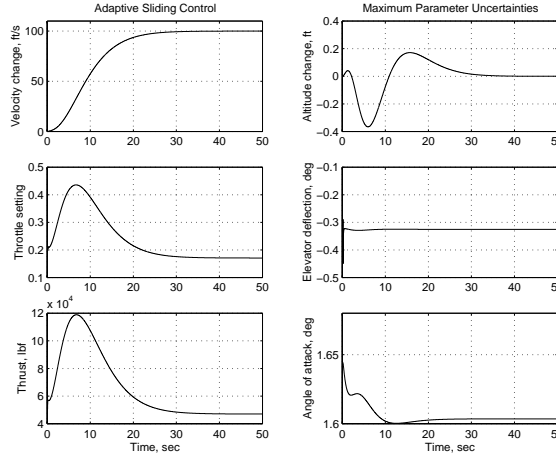 Adaptive Sliding Control
Maximum Parameter Uncertainties
Velocity change, ft/s
100
50
0
0 10 20 30 40 50
Altitude change, ft
0.4
0.2
0
−0.2
−0.4
0 10 20 30 40 50
Throttle setting
0.5
0.4
0.3
0.2
0.1
0 10 20 30 40 50
Elevator deflection, deg
−0.1
−0.2
−0.3
−0.4
−0.5
0 10 20 30 40 50
Thrust, lbf
x 10⁴
12
10
8
6
4
0 10 20 30 40 50
Time, sec
Angle of attack, deg
1.65
1.6
0 10 20 30 40 50
Time, sec